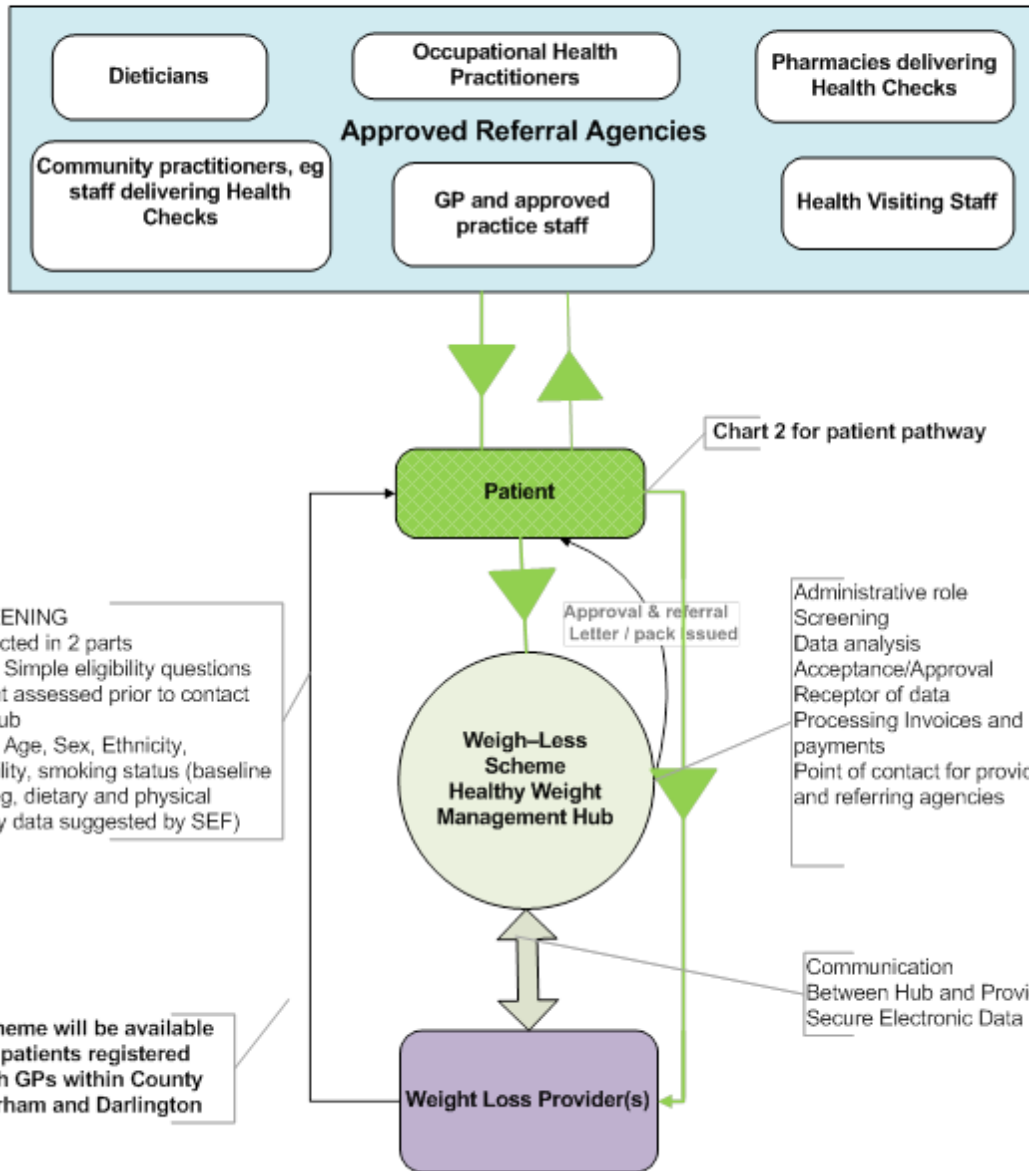 Dieticians
Occupational Health
Practitioners
Pharmacies delivering
Health Checks
Approved Referral Agencies
Community practitioners, eg
staff delivering Health
Checks
GP and approved
practice staff
Health Visiting Staff
Chart 2 for patient pathway
Patient
Approval & referral
Letter / pack issued
ENING
cted in 2 parts
Simple eligibility questions
t assessed prior to contact
ub
Age, Sex, Ethnicity,
ility, smoking status (baseline
g, dietary and physical
y data suggested by SEF)
Weigh–Less
Scheme
Healthy Weight
Management Hub
Administrative role
Screening
Data analysis
Acceptance/Approval
Receptor of data
Processing Invoices and
payments
Point of contact for provid
and referring agencies
Communication
Between Hub and Provi
Secure Electronic Data
heme will be available
patients registered
h GPs within County
rham and Darlington
Weight Loss Provider(s)